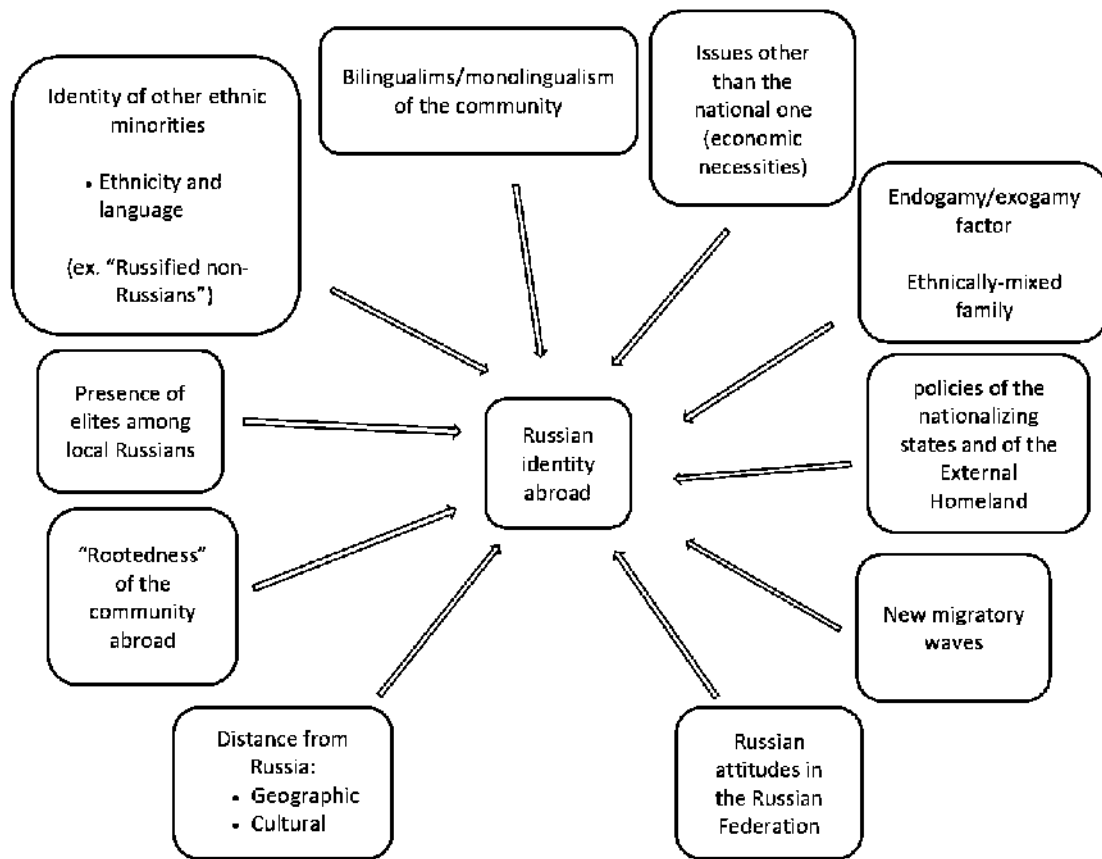 Identity of other ethnic
minorities
• Ethnicity and
language
(ex. “Russified non-
Russians”)
Bilingualims/monolingualism
of the community
Issues other
than the
national one
(economic
necessities)
Endogamy/exogamy
factor
Ethnically-mixed
family
Presence of
elites among
local Russians
Russian
identity
abroad
policies of the
nationalizing
states and of the
External
Homeland
“Rootedness”
of the
community
abroad
New migratory
waves
Distance from
Russia:
• Geographic
• Cultural
Russian
attitudes in
the Russian
Federation